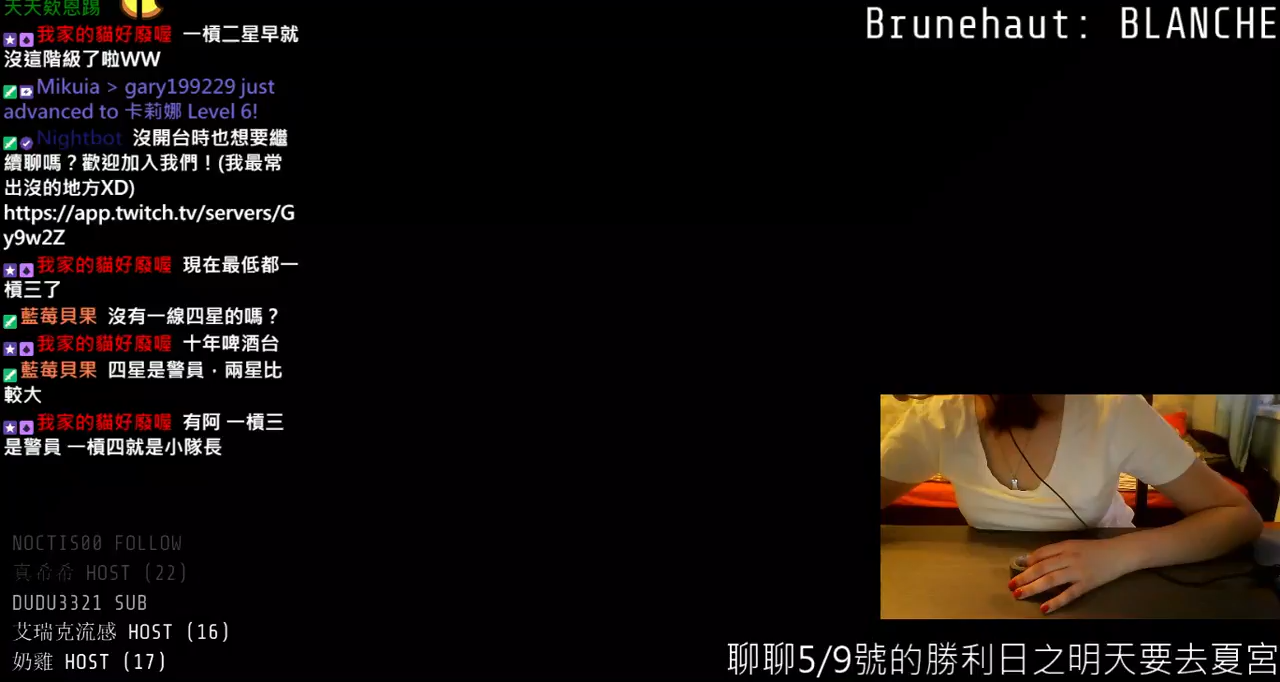 天天欸恩踢
我家的貓好廢喔 一槓二星早就
沒這階級了啦WW
Mikuia > gary199229 just
advanced to 卡莉娜 Level 6!
Nightbot 沒開台時也想要繼
續聊嗎？歡迎加入我們！(我最常
出沒的地方XD)
https://app.twitch.tv/servers/G
y9w2Z
我家的貓好廢喔 現在最低都一
槓三了
藍莓貝果 沒有一線四星的嗎？
我家的貓好廢喔 十年啤酒台
藍莓貝果 四星是警員，兩星比
較大
我家的貓好廢喔 有阿 一槓三
是警員 一槓四就是小隊長
NOCTIS00 FOLLOW
真希希 HOST (22)
DUDU3321 SUB
艾瑞克流感 HOST (16)
奶雞 HOST (17)
Brunehaut: BLANCHE
聊聊5/9號的勝利日之明天要去夏宮